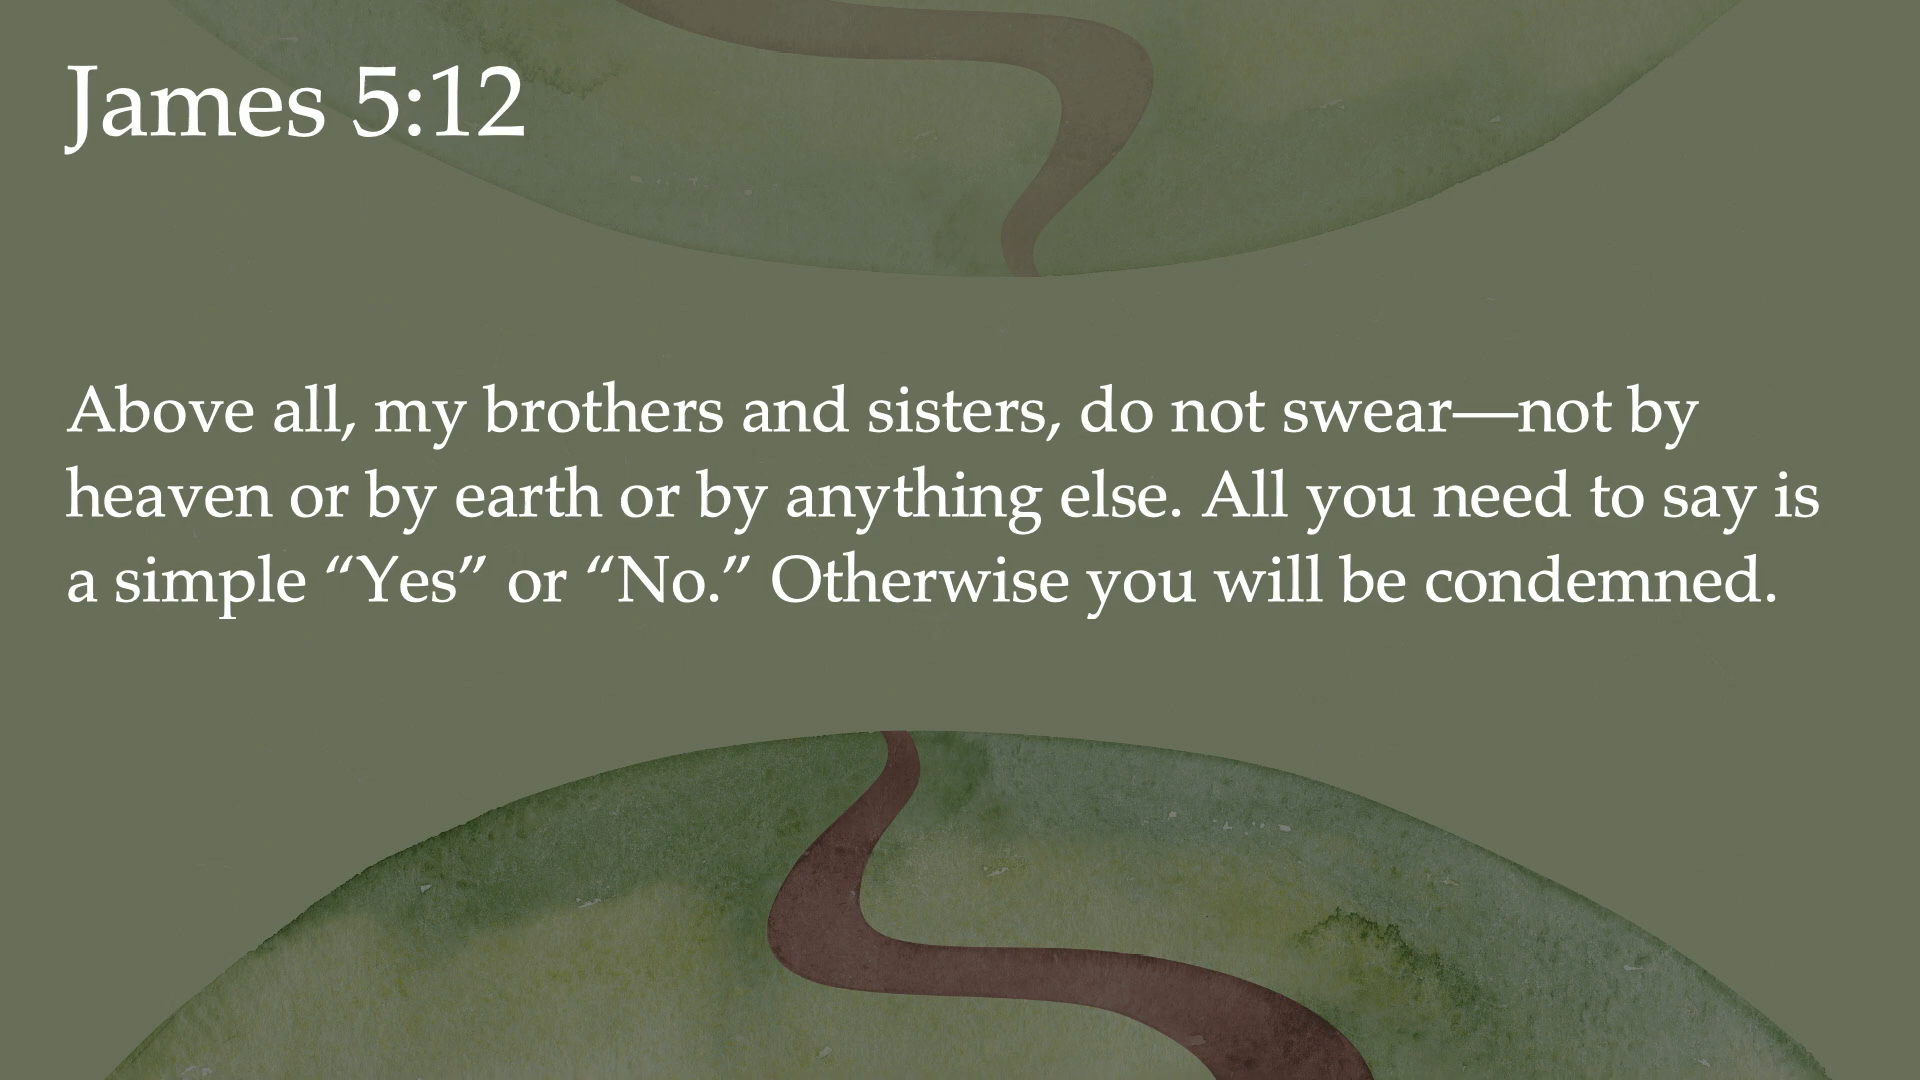 James 5:12
Above all, my brothers and sisters, do not swear—not by
heaven or by earth or by anything else. All you need to say is
a simple “Yes” or “No.” Otherwise you will be condemned.